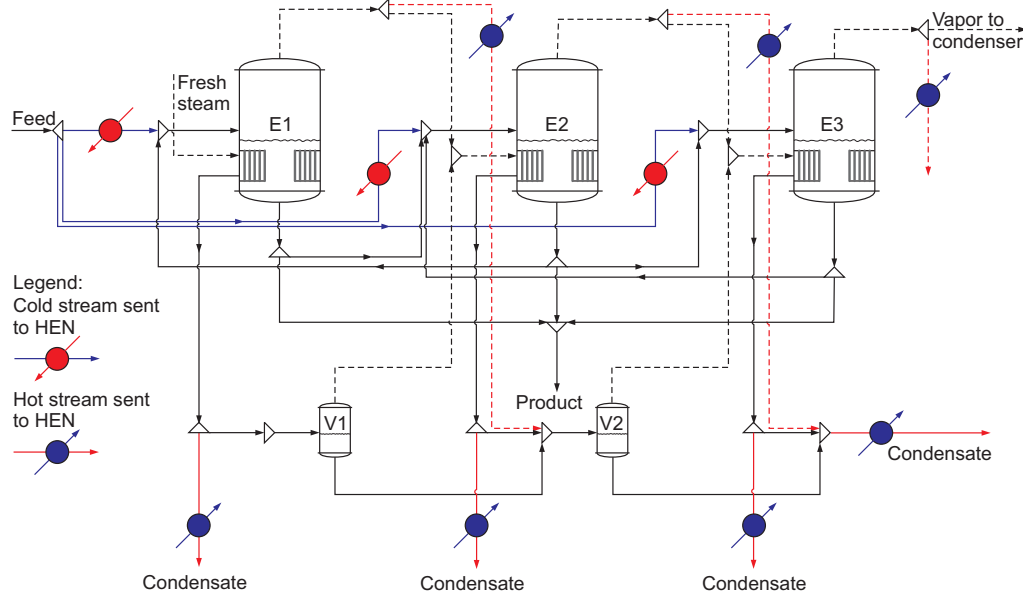 Vapor to
condenser
Fresh
steam
Feed
E1
E2
E3
Legend:
Cold stream sent
to HEN
Hot stream sent
to HEN
Product
V1
V2
Condensate
Condensate
Condensate
Condensate